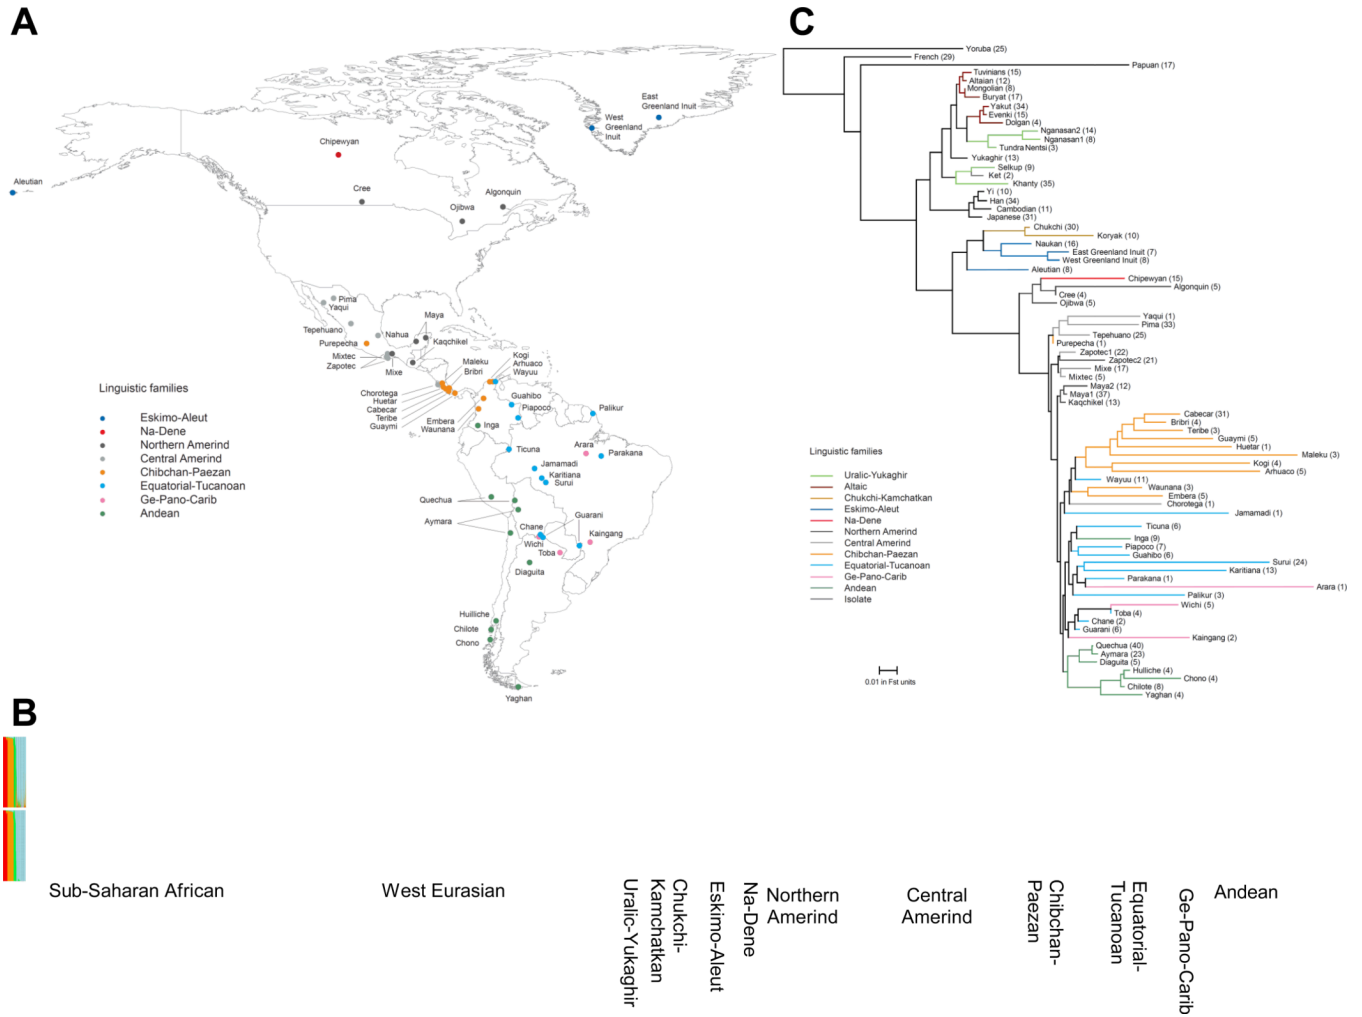 A
East
Greenland Inuit
West
Greenland
Inuit
Chipewyan
Aleutian
Cree
Algonquin
Ojibwa
Pima
Yaqui
Maya
Tepehuano
Nahua
Kaqchikel
Purepecha
Mixtec
Zapotec
Mixe
Maleku
Bribri
Kogi
Arhuaco
Wayuu
Chorotega
Huetar
Cabecar
Teribe
Guaymi
Embera
Waunana
Guahibo
Piapoco
Palikur
Inga
Ticuna
Arara
Parakana
Jamamadi
Karitiana
Surui
Quechua
Aymara
Chane
Guarani
Wichi
Toba
Kaingang
Diaguita
Huilliche
Chilote
Chono
Yaghan
Linguistic families
Eskimo-Aleut
Na-Dene
Northern Amerind
Central Amerind
Chibchan-Paezan
Equatorial-Tucanoan
Ge-Pano-Carib
Andean
C
Yoruba (25)
French (29)
Papuan (17)
Tuvinians (15)
Altaian (12)
Mongolian (8)
Buryat (17)
Yakut (34)
Evenki (15)
Dolgan (4)
Nganasan2 (14)
Nganasan1 (8)
Tundra Nentsi (3)
Yukaghir (13)
Selkup (9)
Ket (2)
Khanty (35)
Yi (10)
Han (34)
Cambodian (11)
Japanese (31)
Chukchi (30)
Koryak (10)
Naukan (16)
East Greenland Inuit (7)
West Greenland Inuit (8)
Aleutian (8)
Chipewyan (15)
Algonquin (5)
Cree (4)
Ojibwa (5)
Yaqui (1)
Pima (33)
Tepehuano (25)
Purepecha (1)
Zapotec1 (22)
Zapotec2 (21)
Mixe (17)
Mixtec (5)
Maya2 (12)
Maya1 (37)
Kaqchikel (13)
Cabecar (31)
Bribri (4)
Teribe (3)
Guaymi (5)
Huetar (1)
Maleku (3)
Kogi (4)
Arhuaco (5)
Wayuu (11)
Waunana (3)
Embera (5)
Chorotega (1)
Jamamadi (1)
Ticuna (6)
Inga (9)
Piapoco (7)
Guahibo (6)
Surui (24)
Karitiana (13)
Parakana (1)
Arara (1)
Palikur (3)
Wichi (5)
Toba (4)
Chane (2)
Guarani (6)
Kaingang (2)
Quechua (40)
Aymara (23)
Diaguita (5)
Hulliche (4)
Chono (4)
Chilote (8)
Yaghan (4)
Linguistic families
Uralic-Yukaghir
Altaic
Chukchi-Kamchatkan
Eskimo-Aleut
Na-Dene
Northern Amerind
Central Amerind
Chibchan-Paezan
Equatorial-Tucanoan
Ge-Pano-Carib
Andean
Isolate
0.01 in Fst units
B
Sub-Saharan African
West Eurasian
Uralic-Yukaghir
Chukchi-
Kamchatkan
Eskimo-Aleut
Na-Dene
Northern
Amerind
Central
Amerind
Chibchan-
Paezan
Equatorial-
Tucanoan
Ge-Pano-Carib
Andean